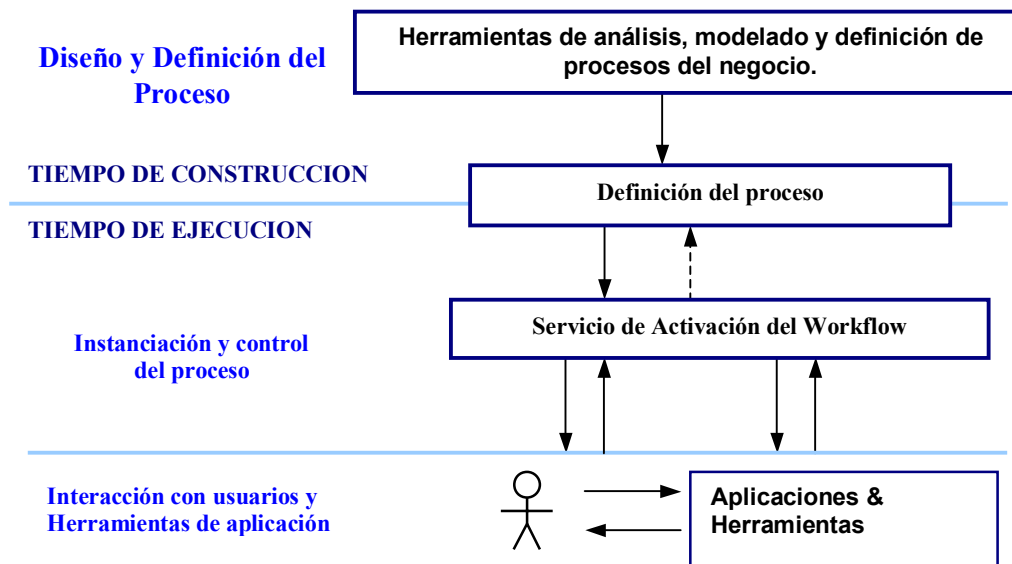 Diseño y Definición del
Proceso
Herramientas de análisis, modelado y definición de
procesos del negocio.
TIEMPO DE CONSTRUCCION
Definición del proceso
TIEMPO DE EJECUCION
Servicio de Activación del Workflow
Instanciación y control
del proceso
Interacción con usuarios y
Herramientas de aplicación
Aplicaciones &
Herramientas